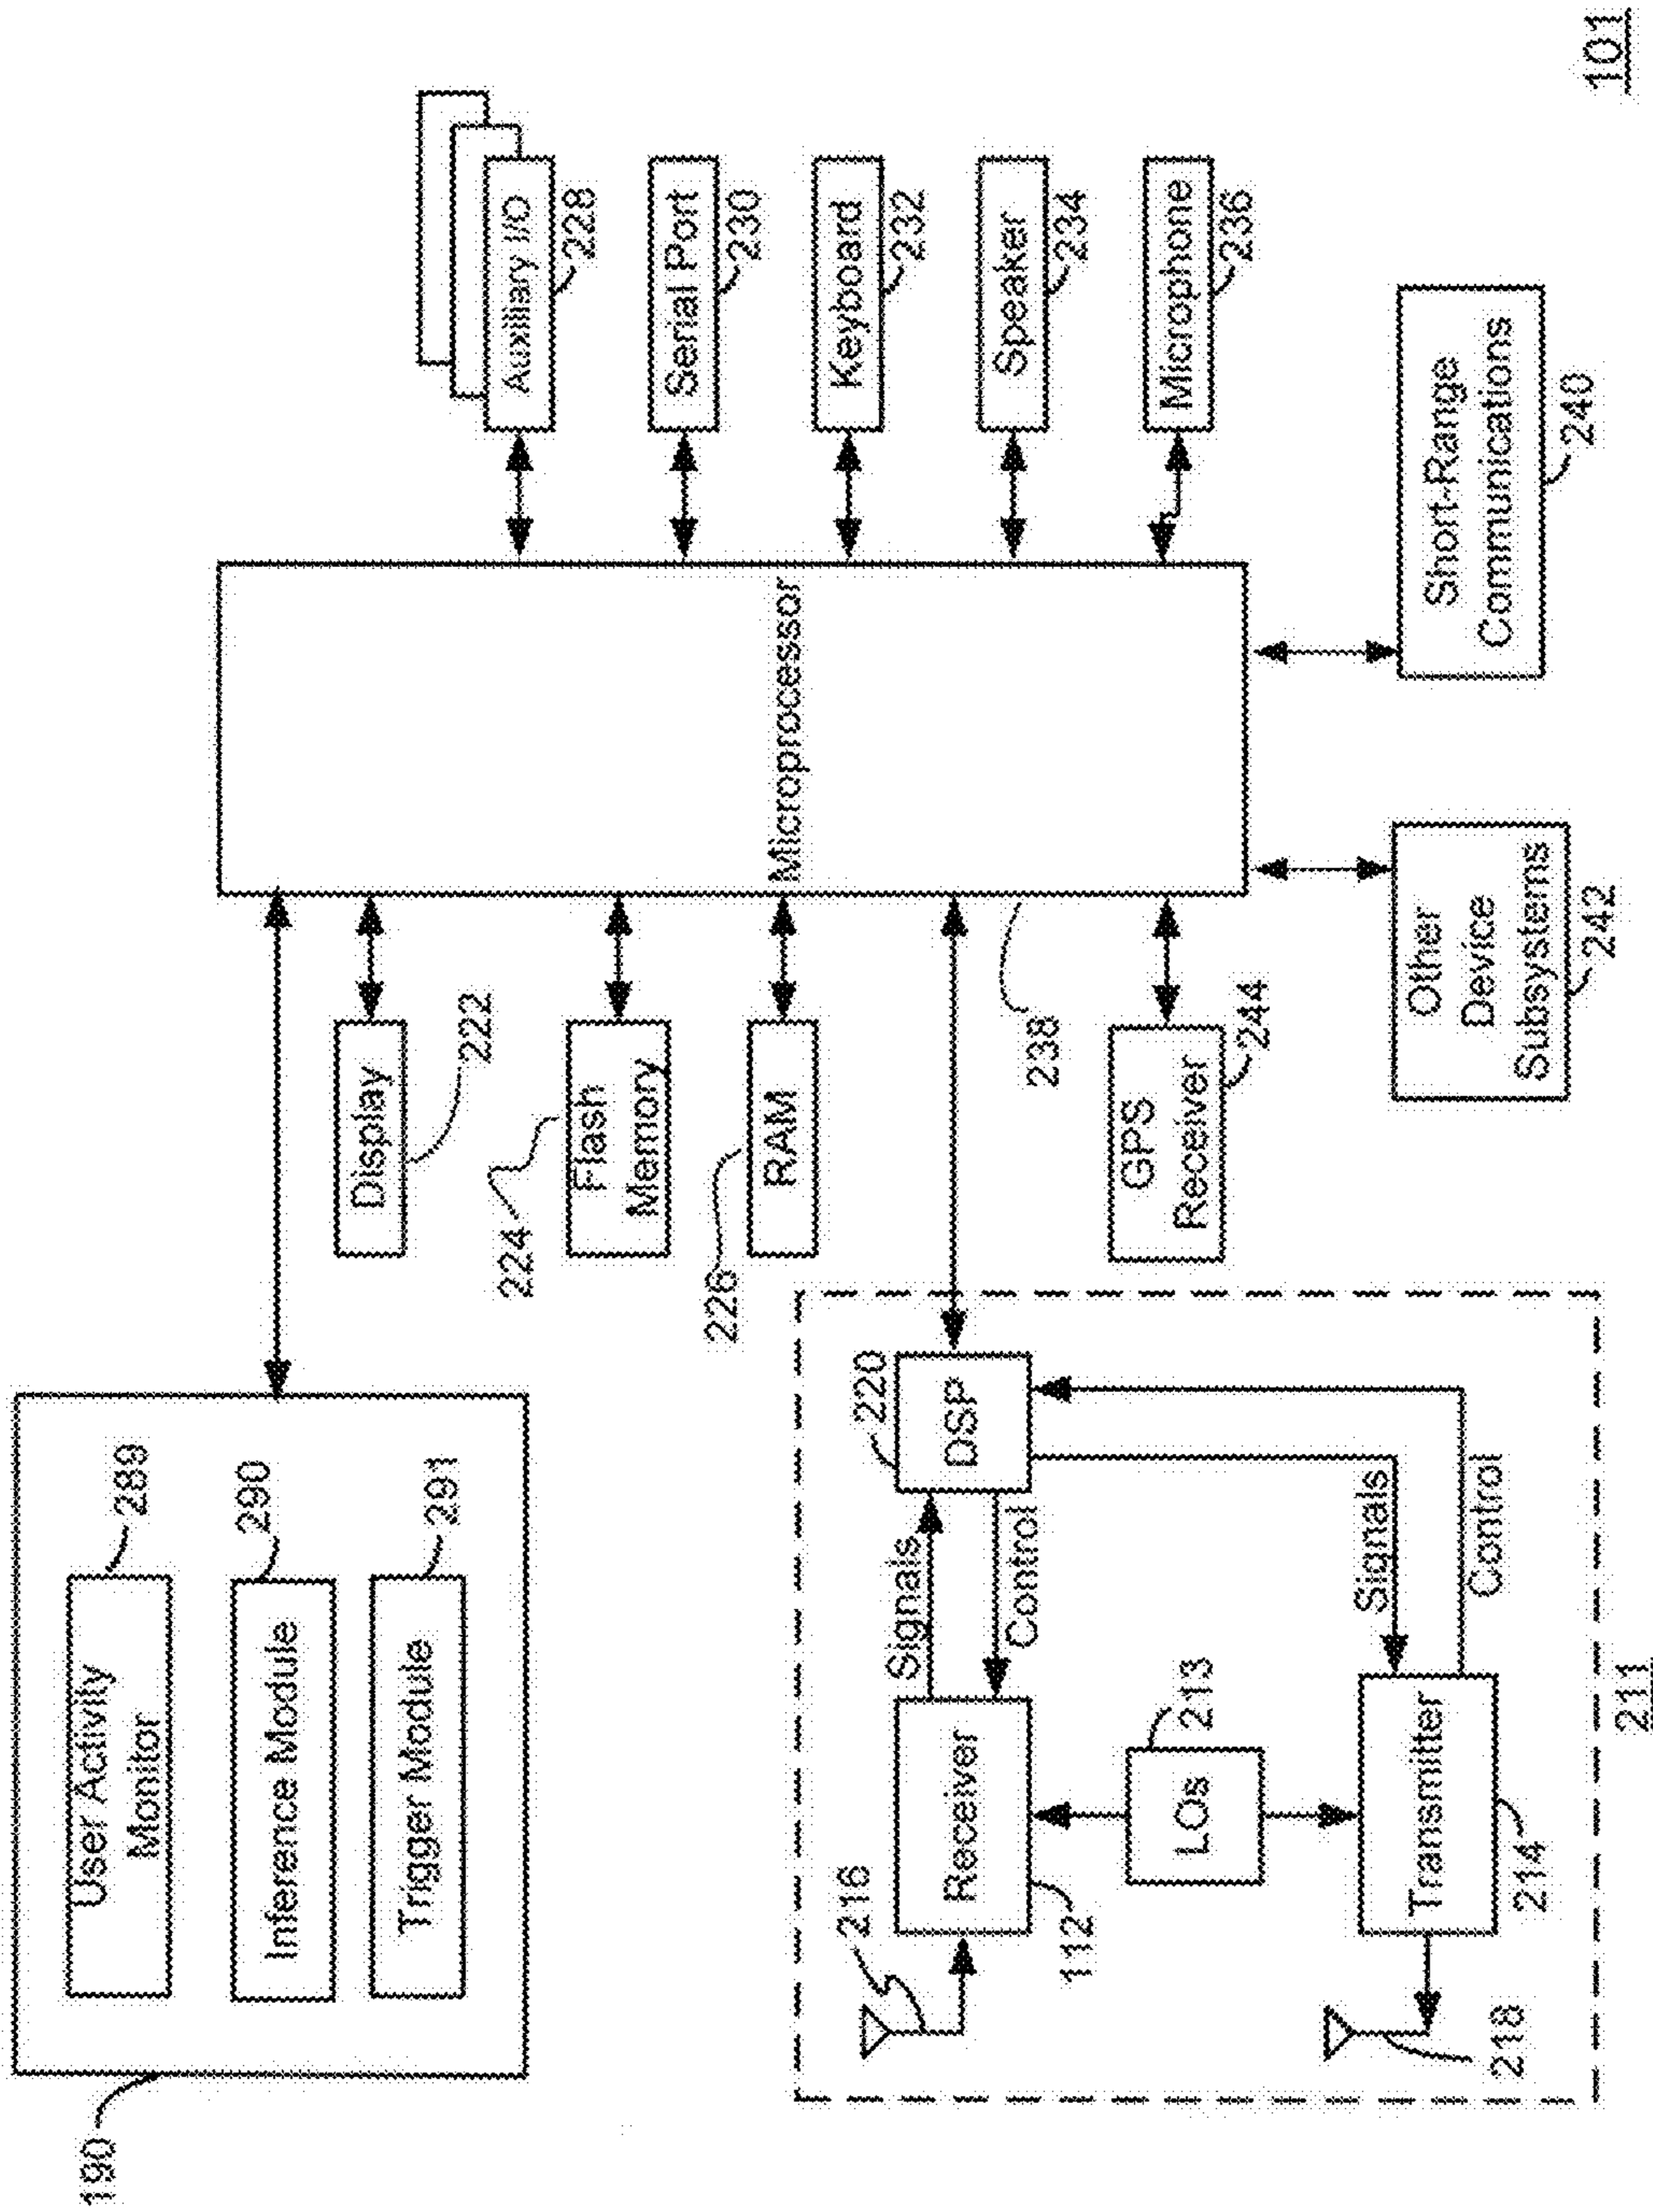 190
User Activity
Monitor
289
Inference Module
290
Trigger Module
291
Display
222
224
Flash
Memory
226
RAM
238
GPS
Receiver
244
Microprocessor
Auxiliary I/O
228
Serial Port
230
Keyboard
232
Speaker
234
Microphone
236
Short-Range
Communications
240
Other
Device
Subsystems
242
216
Receiver
112
Signals
Control
220
DSP
213
LOs
Signals
Control
Transmitter
214
218
211
101